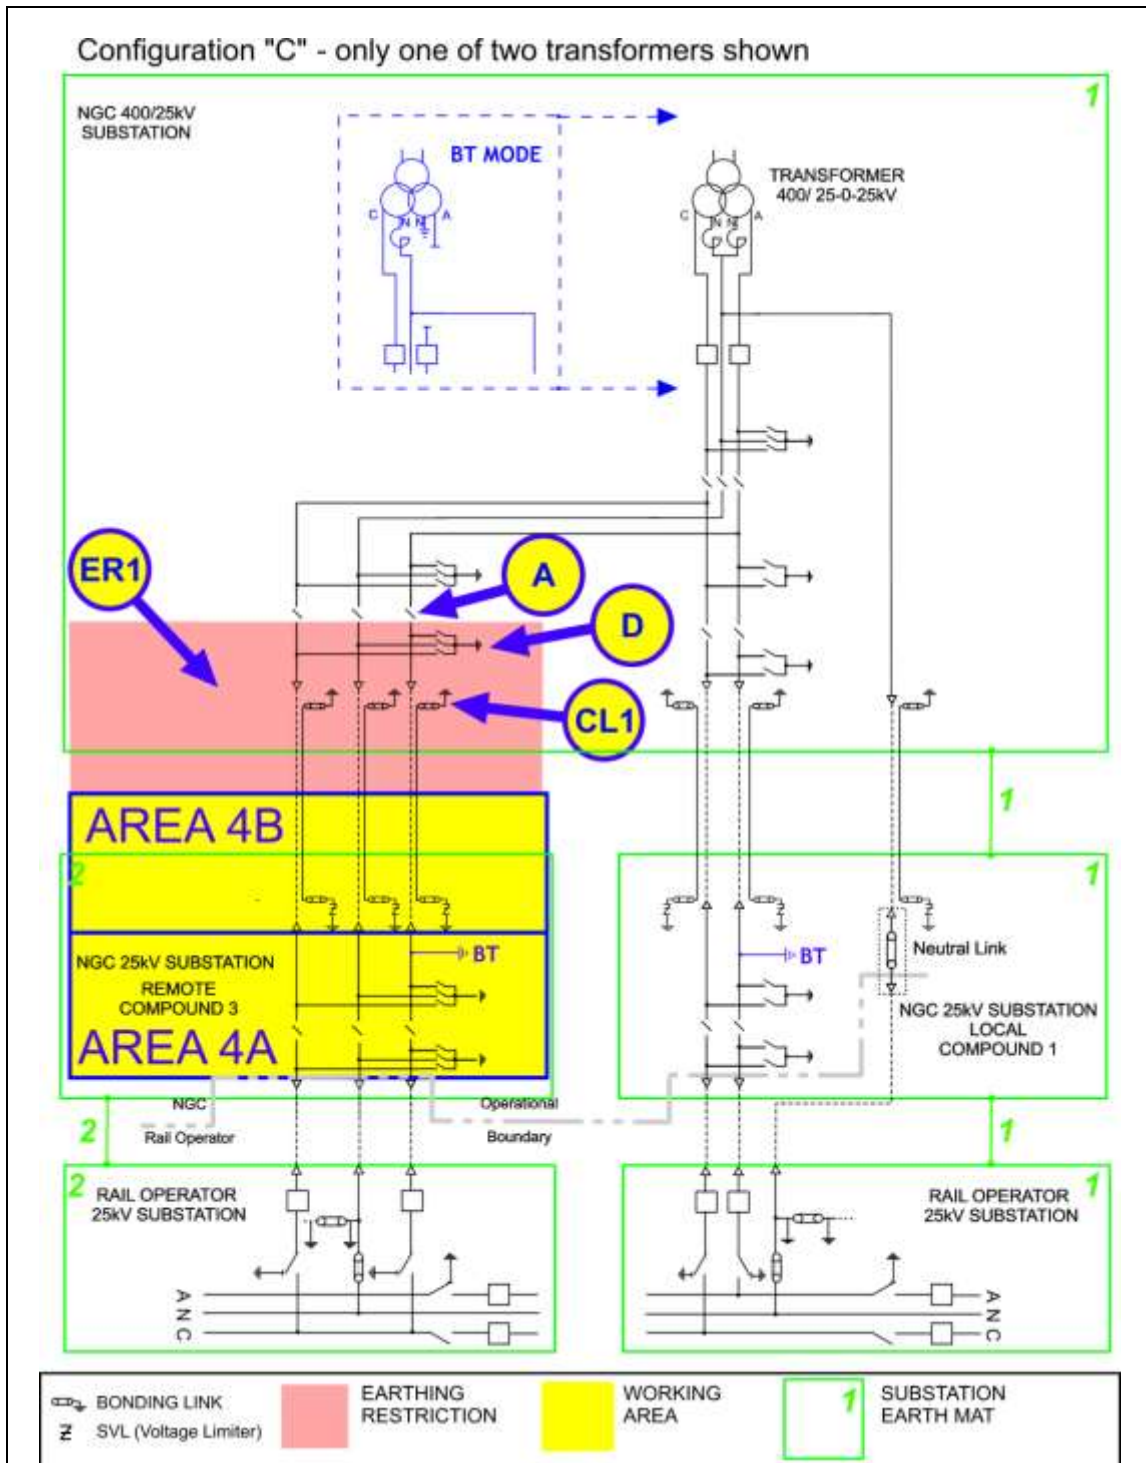 Configuration "C" - only one of two transformers shown
1
NGC 400/25kV
SUBSTATION
BT MODE
C N N A
TRANSFORMER
400/ 25-0-25kV
C N N A
ER1
A
D
CL1
1
AREA 4B
2
1
NGC 25kV SUBSTATION
REMOTE
COMPOUND 3
BT
AREA 4A
BT
Neutral Link
NGC 25kV SUBSTATION
LOCAL
COMPOUND 1
NGC
Operational
Rail Operator
Boundary
2
1
2
RAIL OPERATOR
25kV SUBSTATION
1
RAIL OPERATOR
25kV SUBSTATION
A
N
C
A
N
C
BONDING LINK
SVL (Voltage Limiter)
EARTHING
RESTRICTION
WORKING
AREA
1
SUBSTATION
EARTH MAT